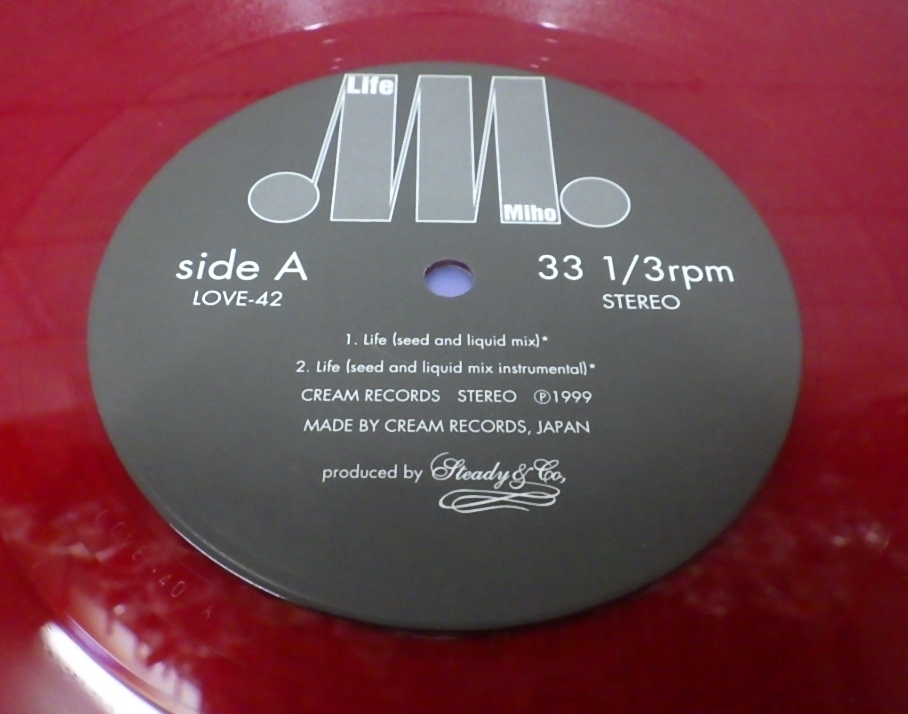 Life
Miho
side A
33 1/3rpm
LOVE-42
STEREO
1. Life (seed and liquid mix)*
2. Life (seed and liquid mix instrumental)*
CREAM RECORDS STEREO ℗1999
MADE BY CREAM RECORDS, JAPAN
produced by Steady & Co,